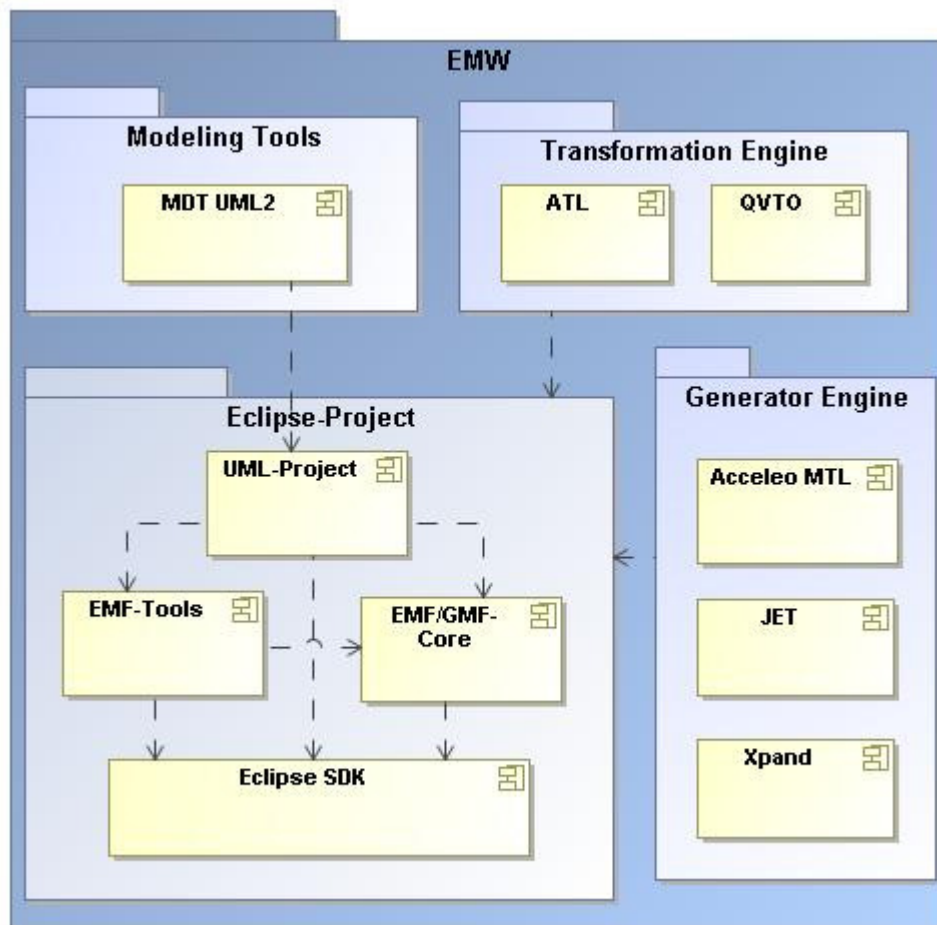 EMW
Modeling Tools
MDT UML2
Transformation Engine
ATL
QVTO
Eclipse-Project
UML-Project
EMF-Tools
EMF/GMF-
Core
Eclipse SDK
Generator Engine
Acceleo MTL
JET
Xpand